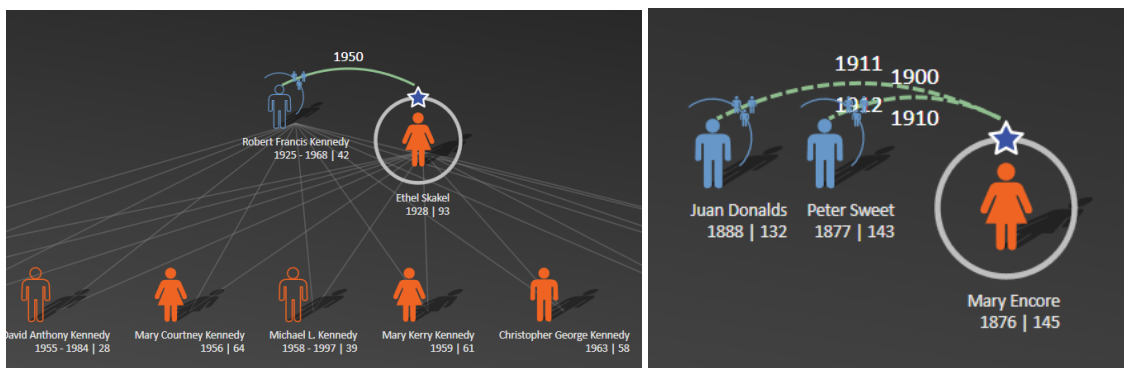 1950
Robert Francis Kennedy
1925 - 1968 | 42
Ethel Skakel
1928 | 93
David Anthony Kennedy
1955 - 1984 | 28
Mary Courtney Kennedy
1956 | 64
Michael L. Kennedy
1958 - 1997 | 39
Mary Kerry Kennedy
1959 | 61
Christopher George Kennedy
1963 | 58
1911
1900
1912
1910
Juan Donalds
1888 | 132
Peter Sweet
1877 | 143
Mary Encore
1876 | 145